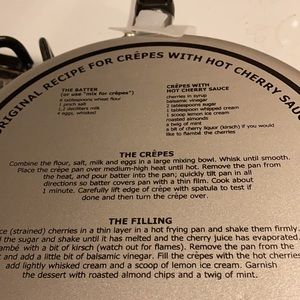 ORIGINAL RECIPE FOR CRÊPES WITH HOT CHERRY SAUCE
THE BATTER
(or use "mix for crêpes")
4 tablespoons wheat flour
1 pinch salt
1,2 deciliters milk
4 eggs, whisked
CRÊPES WITH
HOT CHERRY SAUCE
cherries in syrup
balsamic vinegar
2 tablespoons sugar
1 tablespoon whipped cream
1 scoop lemon ice cream
roasted almonds
a twig of mint
a bit of cherry liquor (kirsch) if you would
like to flambé the cherries
THE CRÊPES
Combine the flour, salt, milk and eggs in a large mixing bowl. Whisk until smooth.
Place the crêpe pan over medium-high heat until hot. Remove the pan from
the heat, and pour batter into the pan; quickly tilt pan in all
directions so batter covers pan with a thin film. Cook about
1 minute. Carefully lift edge of crêpe with spatula to test if
done and turn over.
THE FILLING
(strained) cherries in a thin layer in a hot frying pan and shake them firmly.
the sugar and shake until it has melted and the cherry juice has evaporated.
with a bit of kirsch (watch out for flames). Remove the pan from the
and add a little bit of balsamic vinegar. Fill the crêpes with the hot cherries
add lightly whisked cream and a scoop of lemon ice cream. Garnish
the dessert with roasted almond chips and a twig of mint.